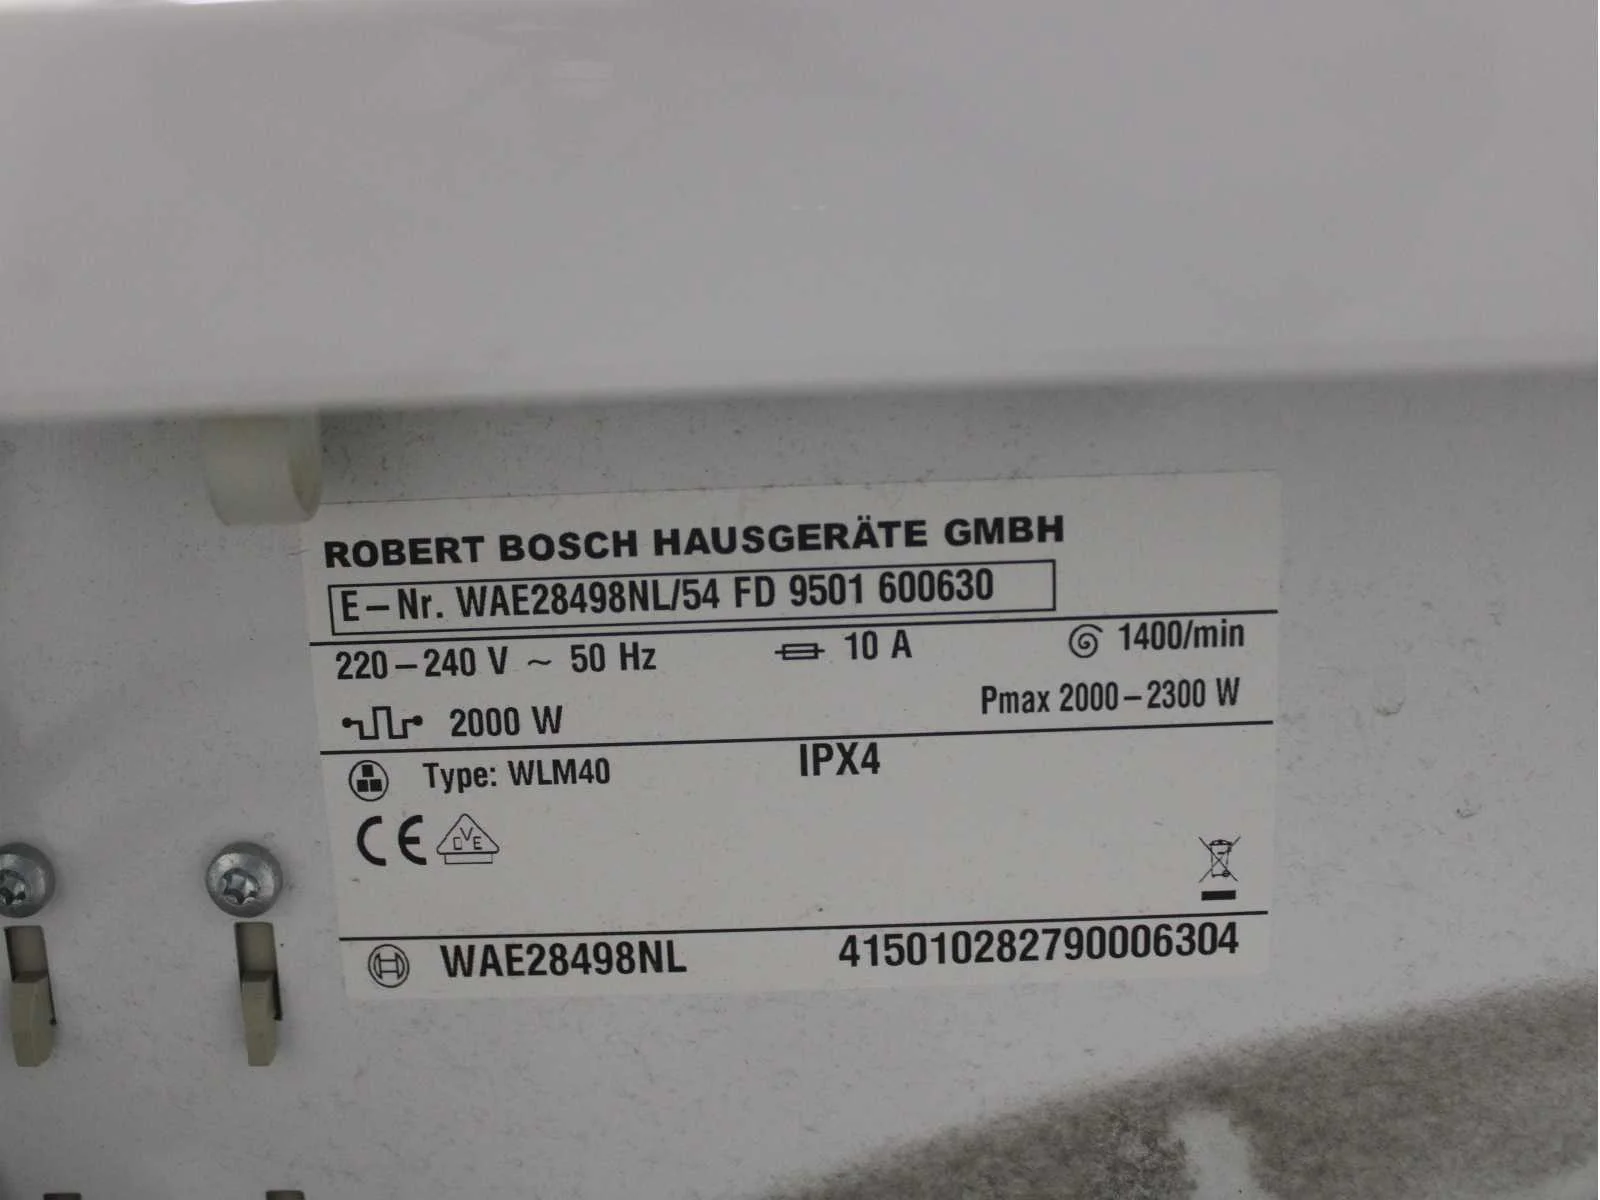 ROBERT BOSCH HAUSGERÄTE GMBH
E-Nr. WAE28498NL/54 FD 9501 600630
220-240 V ~ 50 Hz 10 A 1400/min
2000 W Pmax 2000-2300 W
Type: WLM40 IPX4
CE DVE
WAE28498NL 415010282790006304